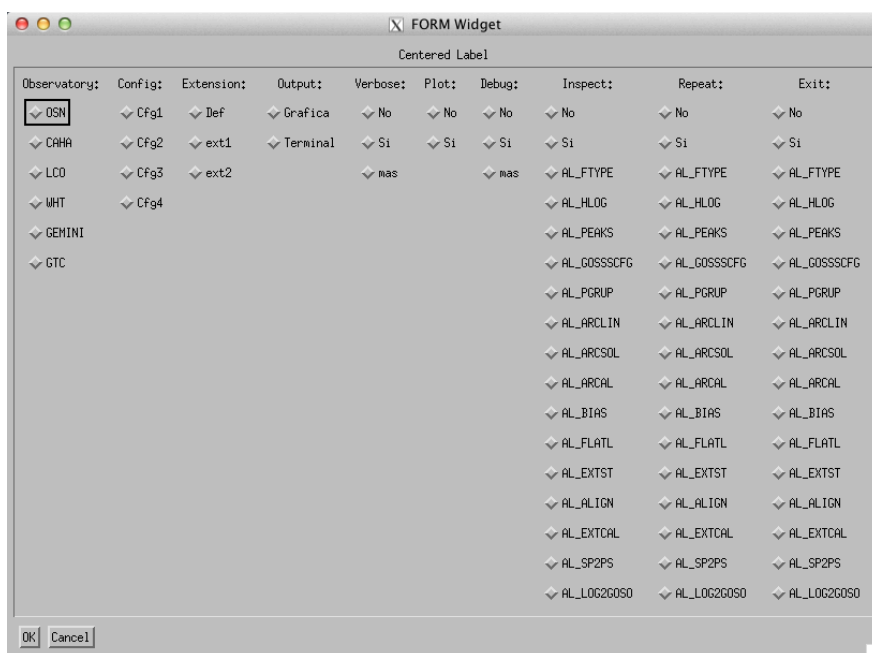 X FORM Widget
Centered Label
Observatory: Config: Extension: Output: Verbose: Plot: Debug: Inspect: Repeat: Exit:
OSN Cfg1 Def Grafica No No No No No No
CAHA Cfg2 ext1 Terminal Si Si Si Si Si Si
LCO Cfg3 ext2 mas mas AL_FTYPE AL_FTYPE AL_FTYPE
WHT Cfg4 AL_HLOG AL_HLOG AL_HLOG
GEMINI AL_PEAKS AL_PEAKS AL_PEAKS
GTC AL_GOSSSCFG AL_GOSSSCFG AL_GOSSSCFG
AL_PGRUP AL_PGRUP AL_PGRUP
AL_ARCLIN AL_ARCLIN AL_ARCLIN
AL_ARCSOL AL_ARCSOL AL_ARCSOL
AL_ARCAL AL_ARCAL AL_ARCAL
AL_BIAS AL_BIAS AL_BIAS
AL_FLATL AL_FLATL AL_FLATL
AL_EXTST AL_EXTST AL_EXTST
AL_ALIGN AL_ALIGN AL_ALIGN
AL_EXTCAL AL_EXTCAL AL_EXTCAL
AL_SP2PS AL_SP2PS AL_SP2PS
AL_LOG2GOSO AL_LOG2GOSO AL_LOG2GOSO
OK Cancel